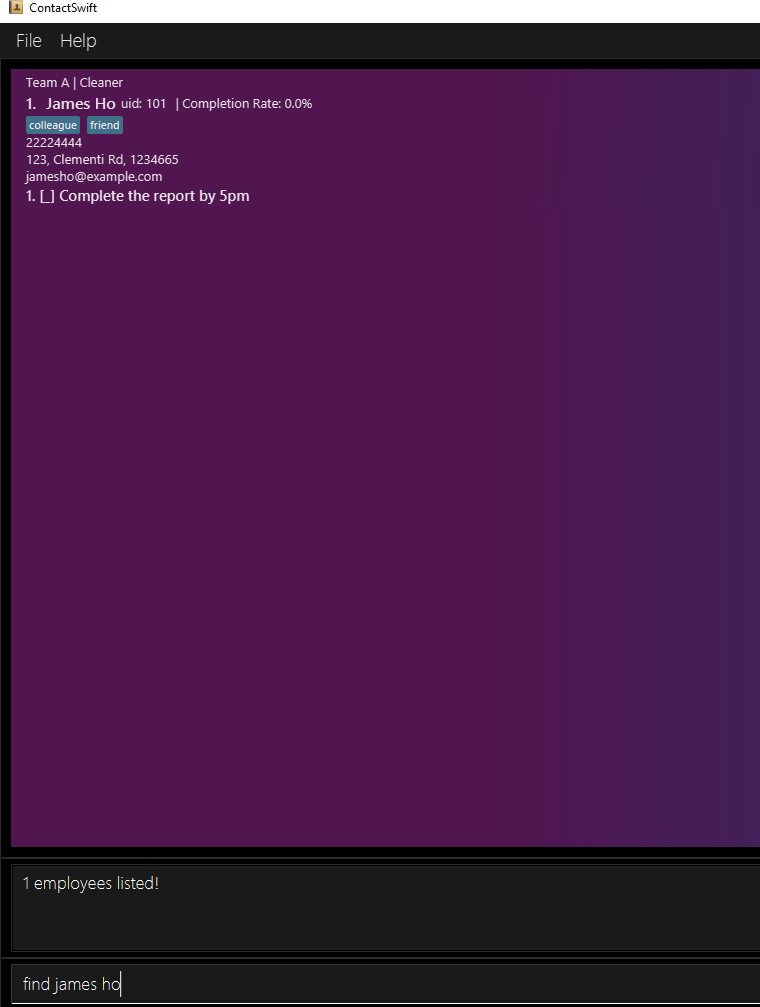 ContactSwift
File Help
Team A | Cleaner
1. James Ho uid: 101 | Completion Rate: 0.0%
colleague friend
22224444
123, Clementi Rd, 1234665
jamesho@example.com
1. [_] Complete the report by 5pm
1 employees listed!
find james ho